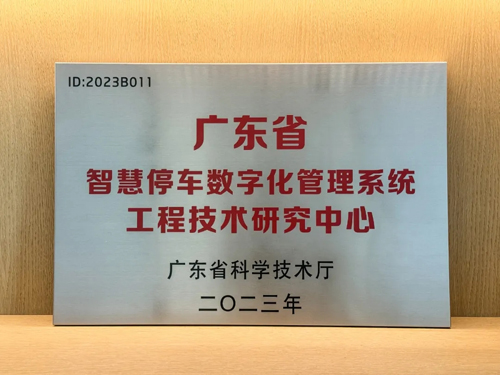 ID:2023B011
广东省
智慧停车数字化管理系统
工程技术研究中心
广东省科学技术厅
二〇二三年